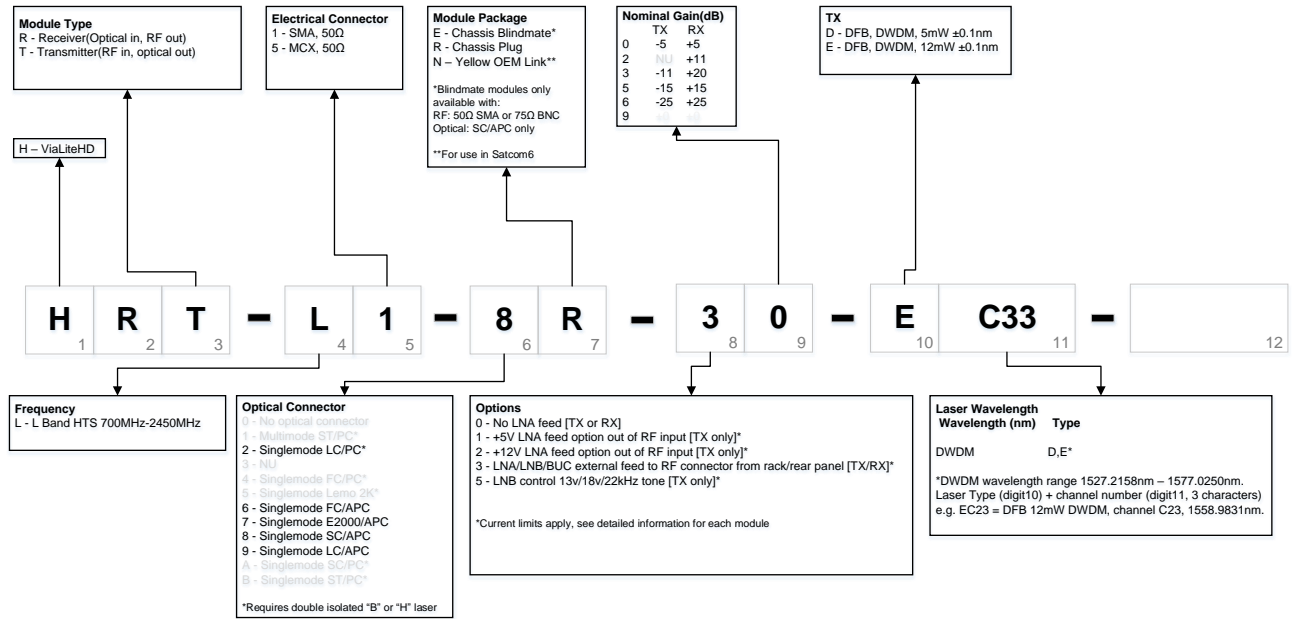 Module Type
R - Receiver(Optical in, RF out)
T - Transmitter(RF in, optical out)
Electrical Connector
1 - SMA, 50Ω
5 - MCX, 50Ω
Module Package
E - Chassis Blindmate*
R - Chassis Plug
N – Yellow OEM Link**
*Blindmate modules only
available with:
RF: 50Ω SMA or 75Ω BNC
Optical: SC/APC only
**For use in Satcom6
Nominal Gain(dB)
TX RX
0 -5 +5
2 NU +11
3 -11 +20
5 -15 +15
6 -25 +25
9
TX
D - DFB, DWDM, 5mW ±0.1nm
E - DFB, DWDM, 12mW ±0.1nm
H – ViaLiteHD
H R T - L 1 - 8 R - 3 0 - E C33 -
1 2 3 4 5 6 7 8 9 10 11 12
Frequency
L - L Band HTS 700MHz-2450MHz
Optical Connector
0 - No optical connector
1 - Multimode ST/PC*
2 - Singlemode LC/PC*
3 - NU
4 - Singlemode FC/PC*
5 - Singlemode Lemo 2K*
6 - Singlemode FC/APC
7 - Singlemode E2000/APC
8 - Singlemode SC/APC
9 - Singlemode LC/APC
A - Singlemode SC/PC*
B - Singlemode ST/PC*
*Requires double isolated “B” or “H” laser
Options
0 - No LNA feed [TX or RX]
1 - +5V LNA feed option out of RF input [TX only]*
2 - +12V LNA feed option out of RF input [TX only]*
3 - LNA/LNB/BUC external feed to RF connector from rack/rear panel [TX/RX]*
5 - LNB control 13v/18v/22kHz tone [TX only]*
*Current limits apply, see detailed information for each module
Laser Wavelength
Wavelength (nm) Type
DWDM D,E*
*DWDM wavelength range 1527.2158nm – 1577.0250nm.
Laser Type (digit10) + channel number (digit11, 3 characters)
e.g. EC23 = DFB 12mW DWDM, channel C23, 1558.9831nm.